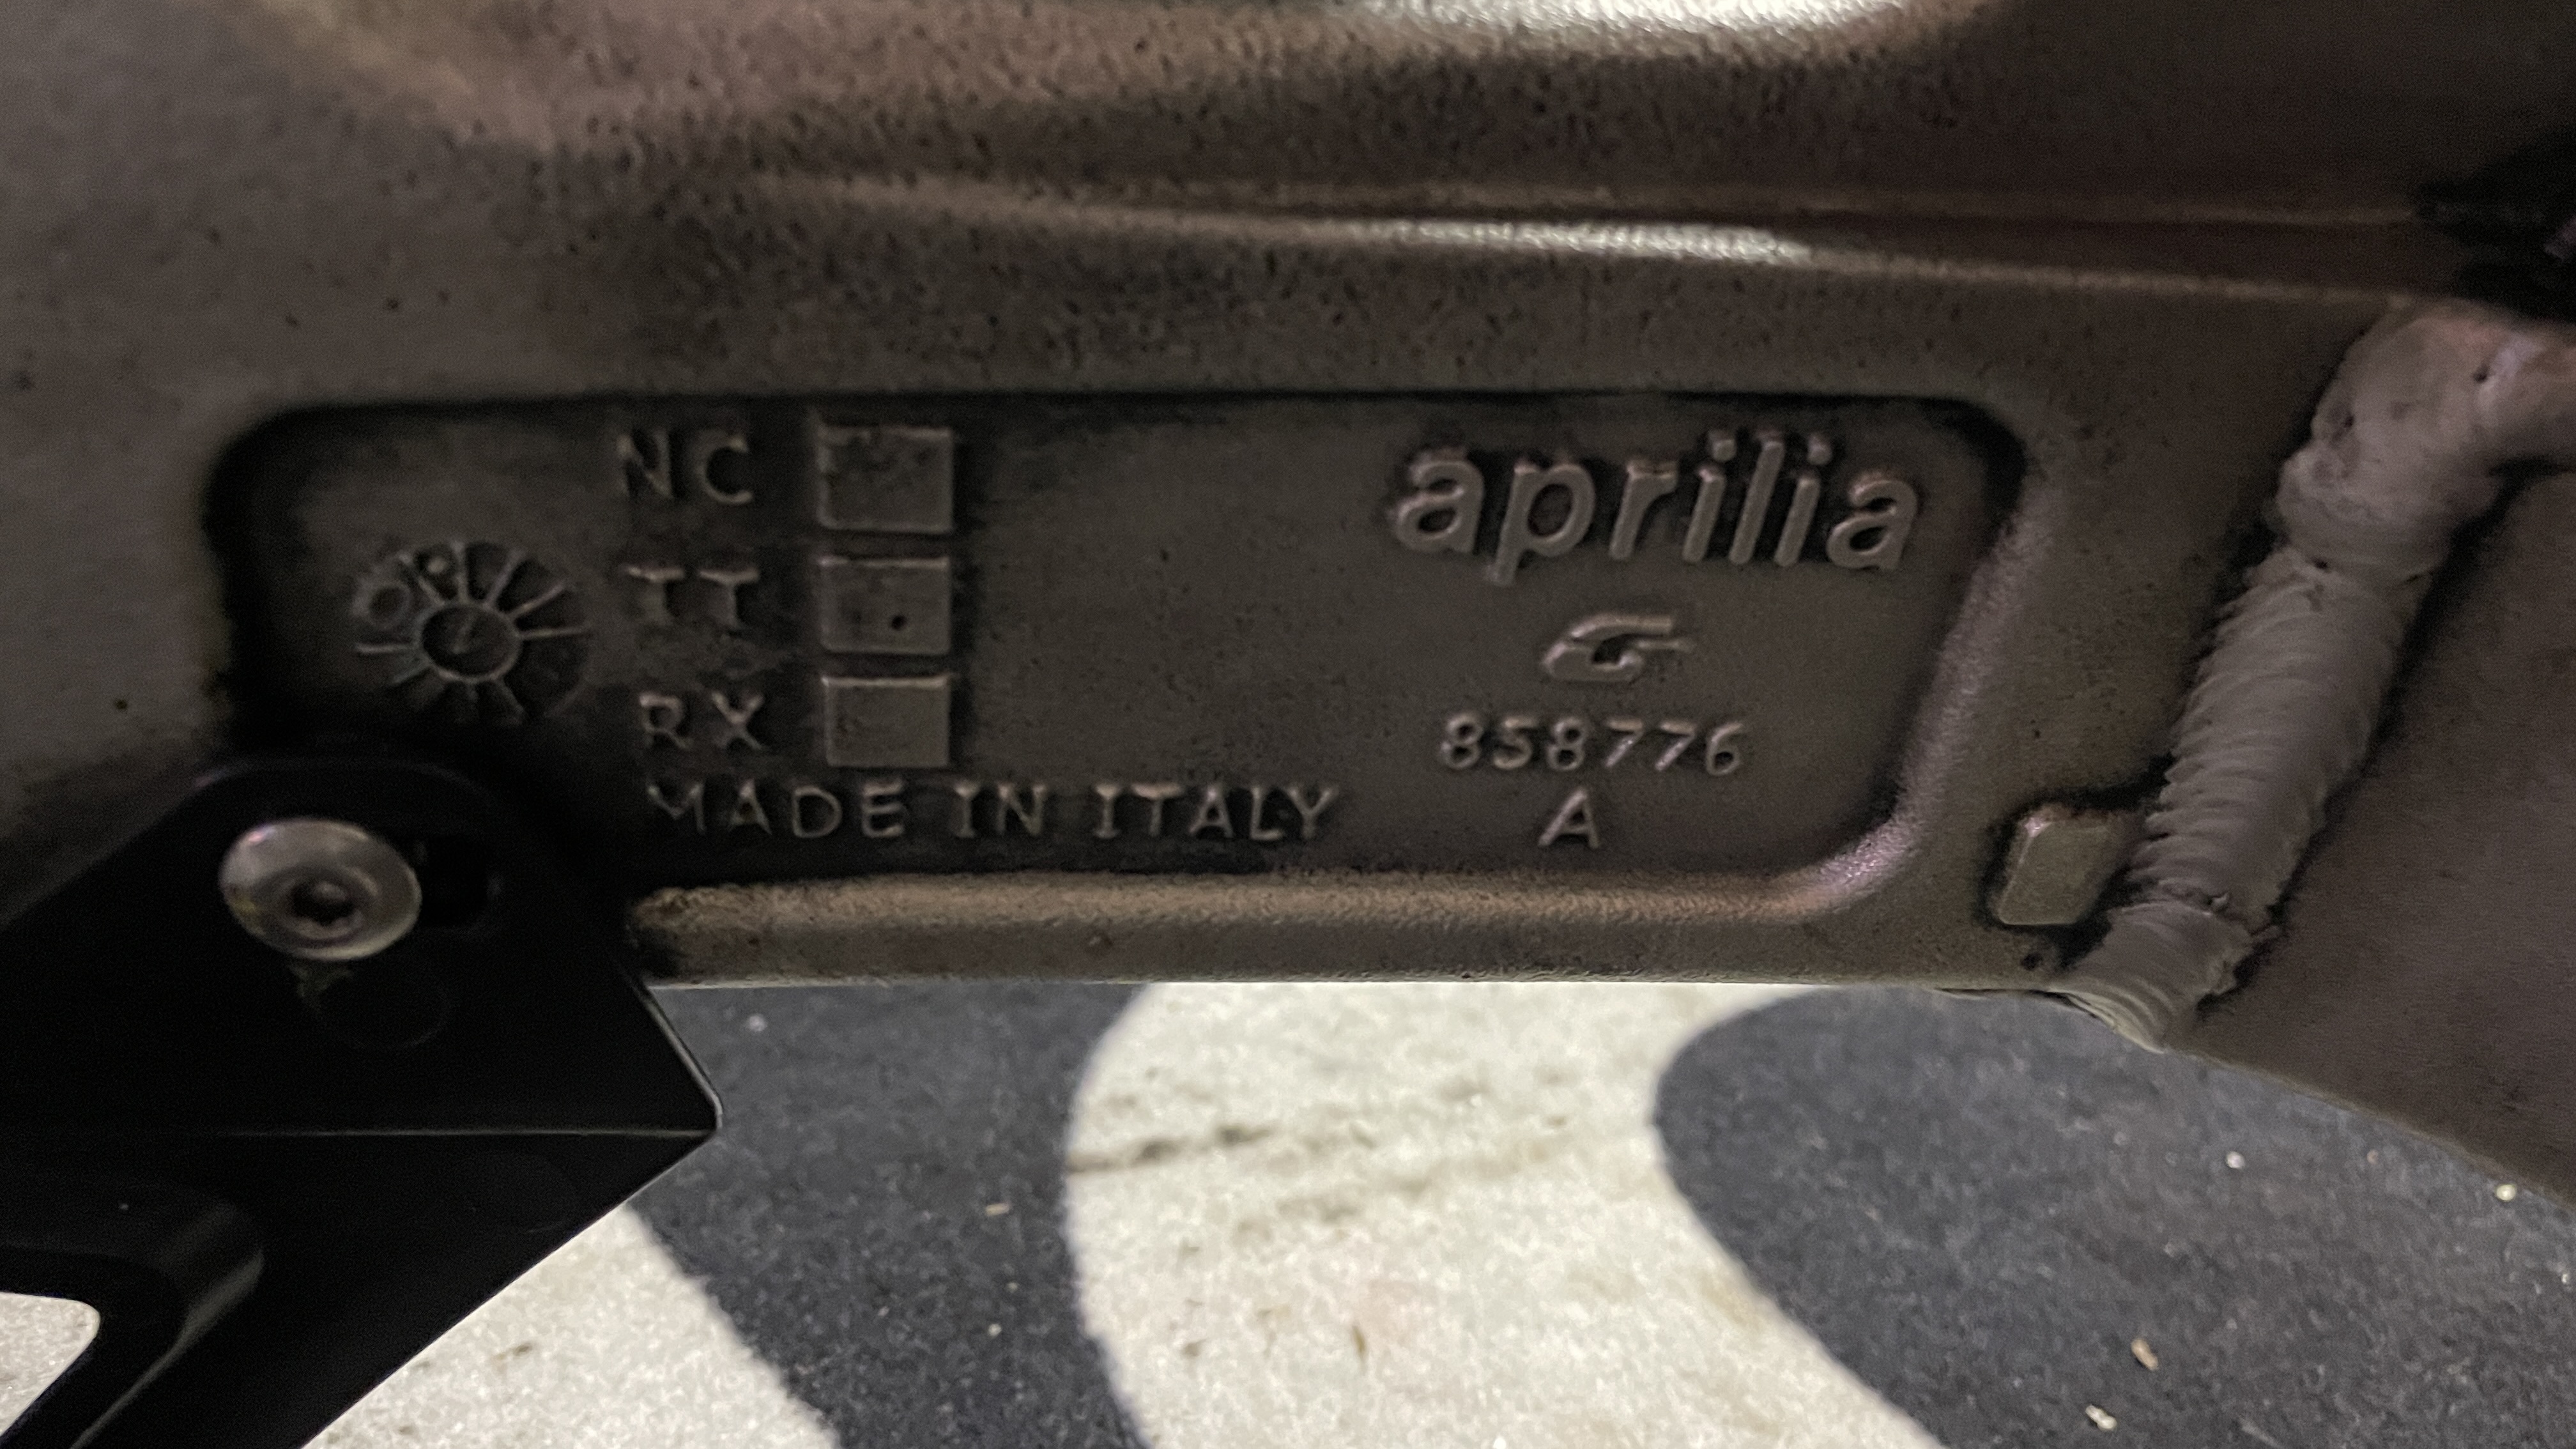 NC
TT
RX
MADE IN ITALY
aprilia
858776
A